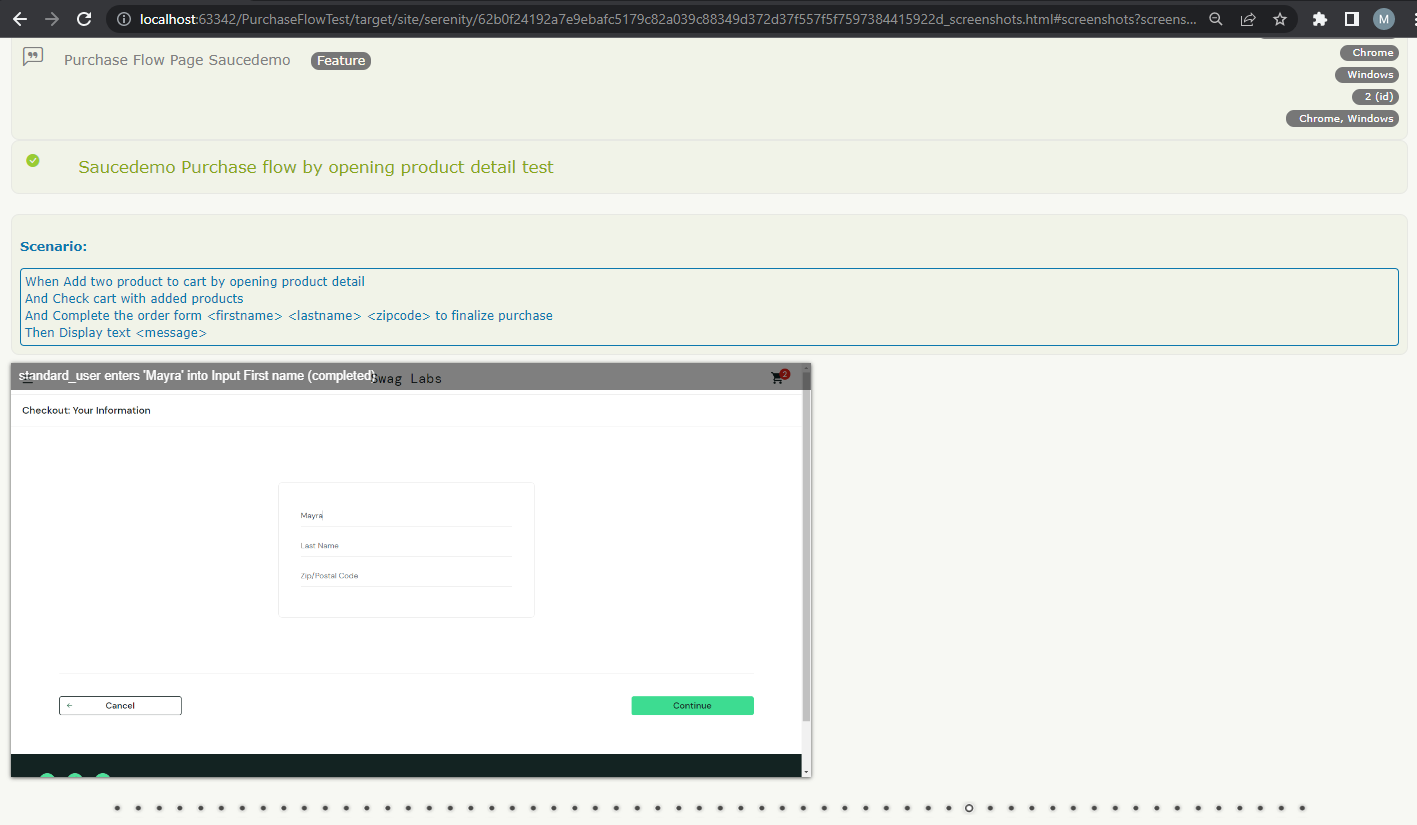 localhost:63342/PurchaseFlowTest/target/site/serenity/62b0f24192a7e9ebafc5179c82a039c88349d372d37f557f5f7597384415922d_screenshots.html#screenshots?screens...
M
Purchase Flow Page Saucedemo Feature
Chrome
Windows
2 (id)
Chrome, Windows
Saucedemo Purchase flow by opening product detail test
Scenario:
When Add two product to cart by opening product detail
And Check cart with added products
And Complete the order form <firstname> <lastname> <zipcode> to finalize purchase
Then Display text <message>
standard_user enters 'Mayra' into Input First name (completed)
Swag Labs
2
Checkout: Your Information
Mayra
Last Name
Zip/Postal Code
Cancel
Continue